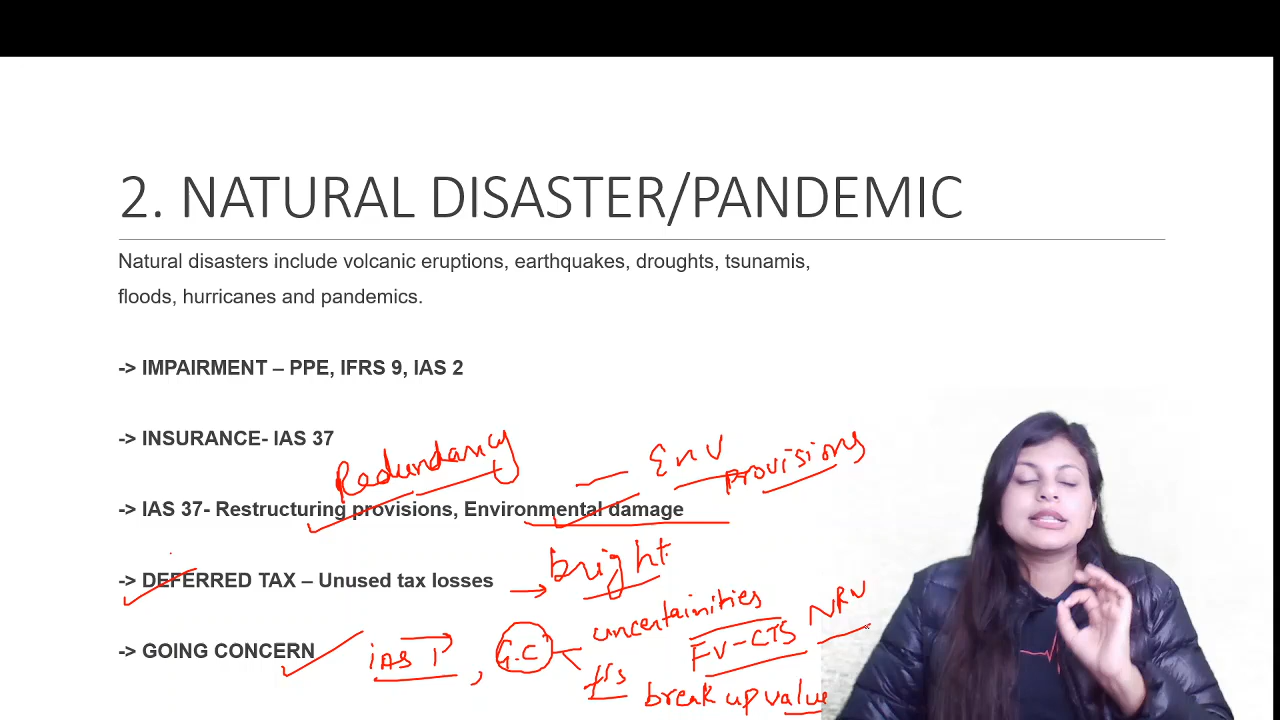 2. NATURAL DISASTER/PANDEMIC
Natural disasters include volcanic eruptions, earthquakes, droughts, tsunamis,
floods, hurricanes and pandemics.
-> IMPAIRMENT – PPE, IFRS 9, IAS 2
-> INSURANCE- IAS 37
Redundancy
Env provisions
-> IAS 37- Restructuring provisions, Environmental damage
-> DEFERRED TAX – Unused tax losses
bright
-> GOING CONCERN
IAS 1, G.C
uncertainities
f/s
FV-CTS NRV
break up value